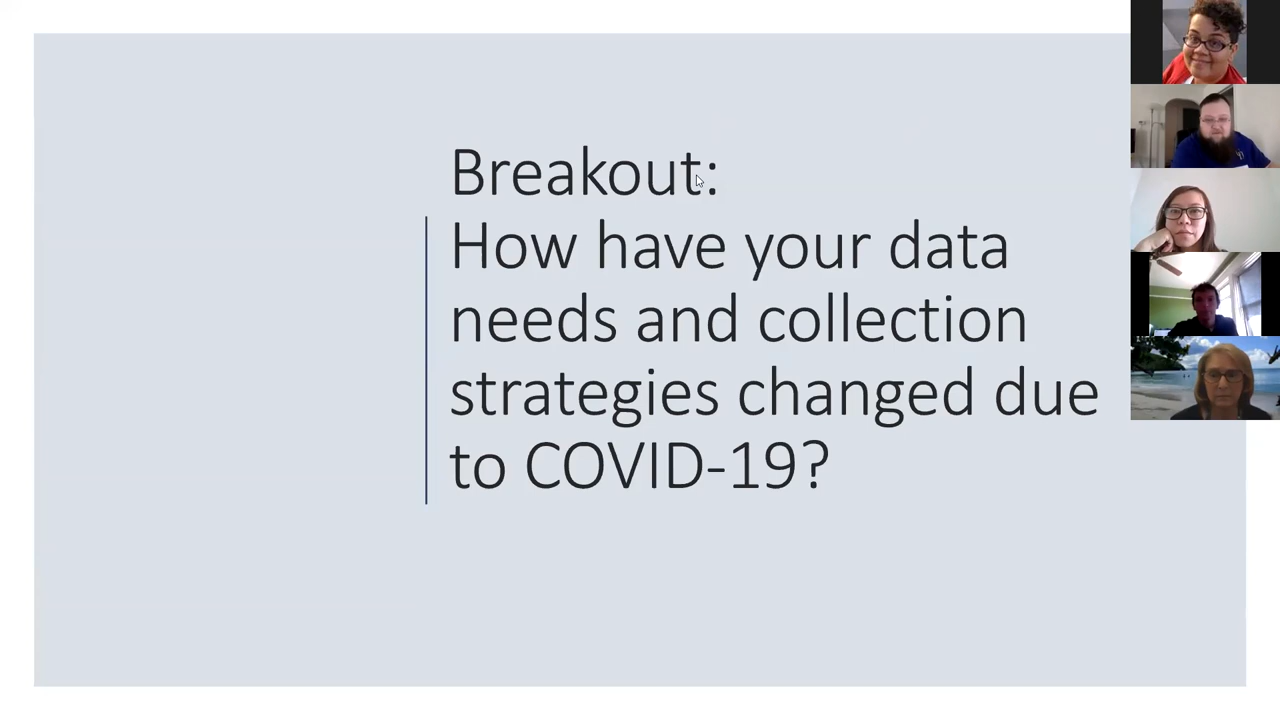 Breakout:
How have your data
needs and collection
strategies changed due
to COVID-19?